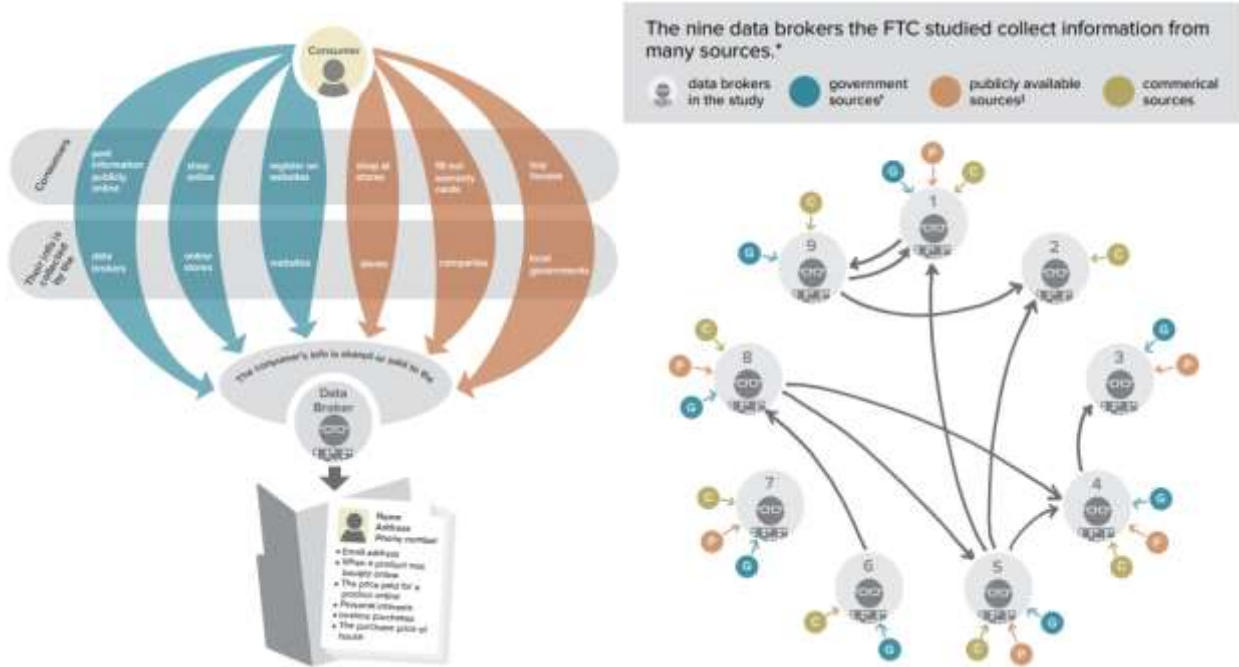 Consumer
Consumers
post
information
publicly
online
shop
online
register on
websites
shop at
stores
fill out
warranty
cards
buy
houses
Their info is
collected
by the
data
brokers
online
stores
websites
stores
companies
local
governments
The consumer's info is shared or sold to the
Data
Broker
Name
Address
Phone number
• Email address
• When a product was
bought online
• The price paid for a
product online
• Personal interests
purchases
• The purchase price of
house
The nine data brokers the FTC studied collect information from
many sources.*
data brokers
in the study
government
sources
publicly available
sources
commerical
sources
P
G
C
1
C
9
G
2
C
C
P
8
G
G
3
P
7
C
P
G
4
G
P
C
6
C
G
5
G
C
P